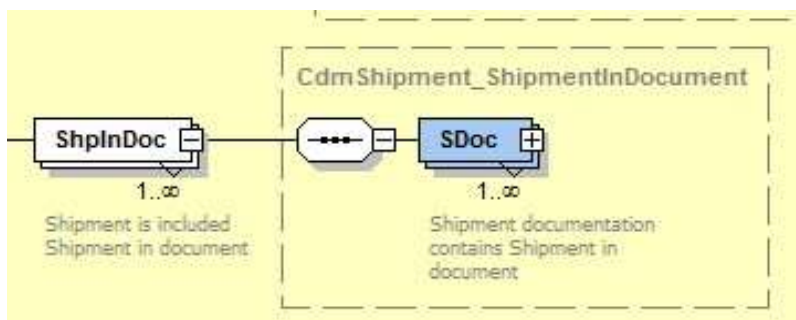 CdmShipment_ShipmentInDocument
ShpInDoc
SDoc
1..∞
1..∞
Shipment is included
Shipment in document
Shipment documentation
contains Shipment in
document